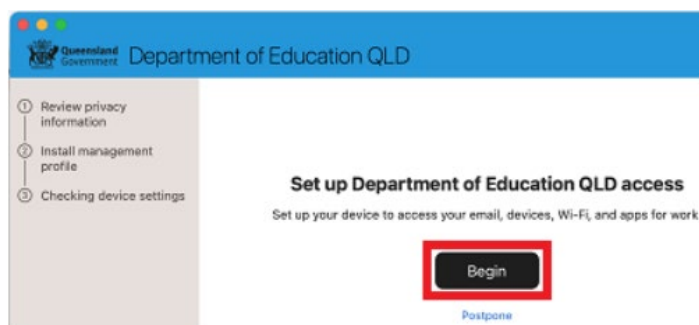 Queensland
Government
Department of Education QLD
1 Review privacy
information
2 Install management
profile
3 Checking device settings
Set up Department of Education QLD access
Set up your device to access your email, devices, Wi-Fi, and apps for work
Begin
Postpone